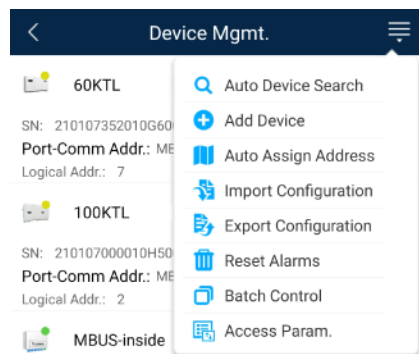 Device Mgmt.
60KTL
SN: 210107352010G60
Port-Comm Addr.: ME
Logical Addr.: 7
100KTL
SN: 210107000010H50
Port-Comm Addr.: ME
Logical Addr.: 2
MBUS-inside
Auto Device Search
Add Device
Auto Assign Address
Import Configuration
Export Configuration
Reset Alarms
Batch Control
Access Param.